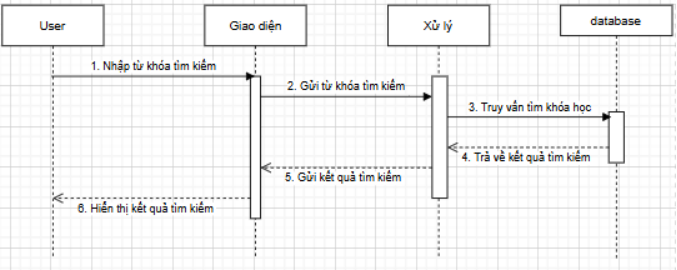 User
Giao diện
Xử lý
database
1. Nhập từ khóa tìm kiếm
2. Gửi từ khóa tìm kiếm
3. Truy vấn tìm khóa học
4. Trả về kết quả tìm kiếm
5. Gửi kết quả tìm kiếm
6. Hiển thị kết quả tìm kiếm